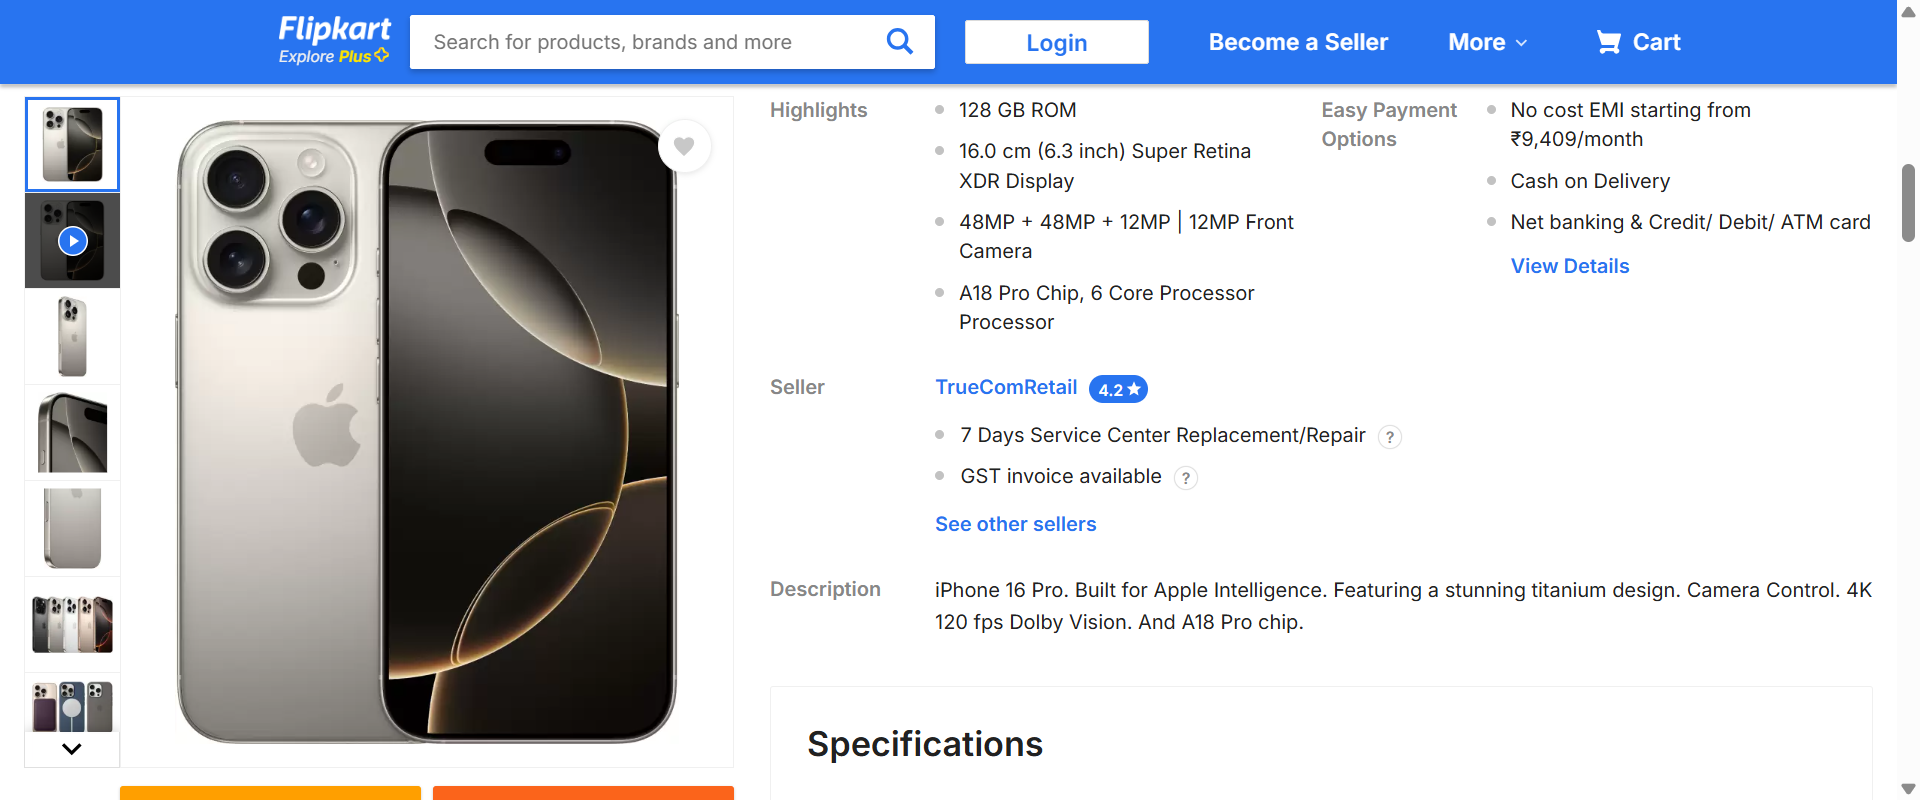 Flipkart
Explore Plus
Search for products, brands and more
Login
Become a Seller
More
Cart
Highlights
128 GB ROM
16.0 cm (6.3 inch) Super Retina
XDR Display
48MP + 48MP + 12MP | 12MP Front
Camera
A18 Pro Chip, 6 Core Processor
Processor
Easy Payment
Options
No cost EMI starting from
₹9,409/month
Cash on Delivery
Net banking & Credit/ Debit/ ATM card
View Details
Seller
TrueComRetail 4.2★
7 Days Service Center Replacement/Repair ?
GST invoice available ?
See other sellers
Description
iPhone 16 Pro. Built for Apple Intelligence. Featuring a stunning titanium design. Camera Control. 4K
120 fps Dolby Vision. And A18 Pro chip.
Specifications